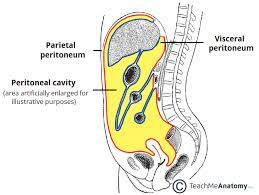 Parietal
peritoneum
Visceral
peritoneum
Peritoneal cavity
(area artificially enlarged for
illustrative purposes)
TeachMeAnatomy